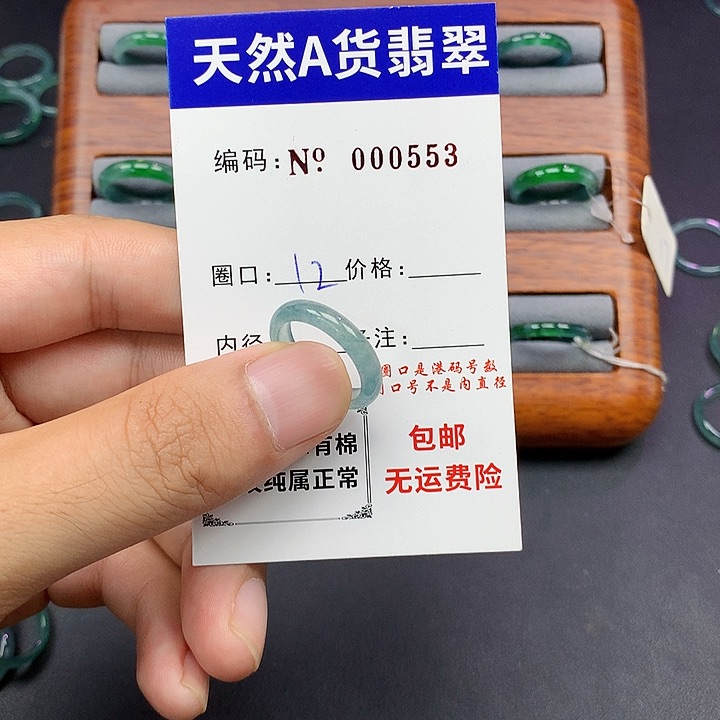 天然A货翡翠
编码: Nº. 000553
圈口: 12 价格:
内径 注:
圈口是港码号数
口号不是内直径
有棉
纯属正常
包邮
无运费险